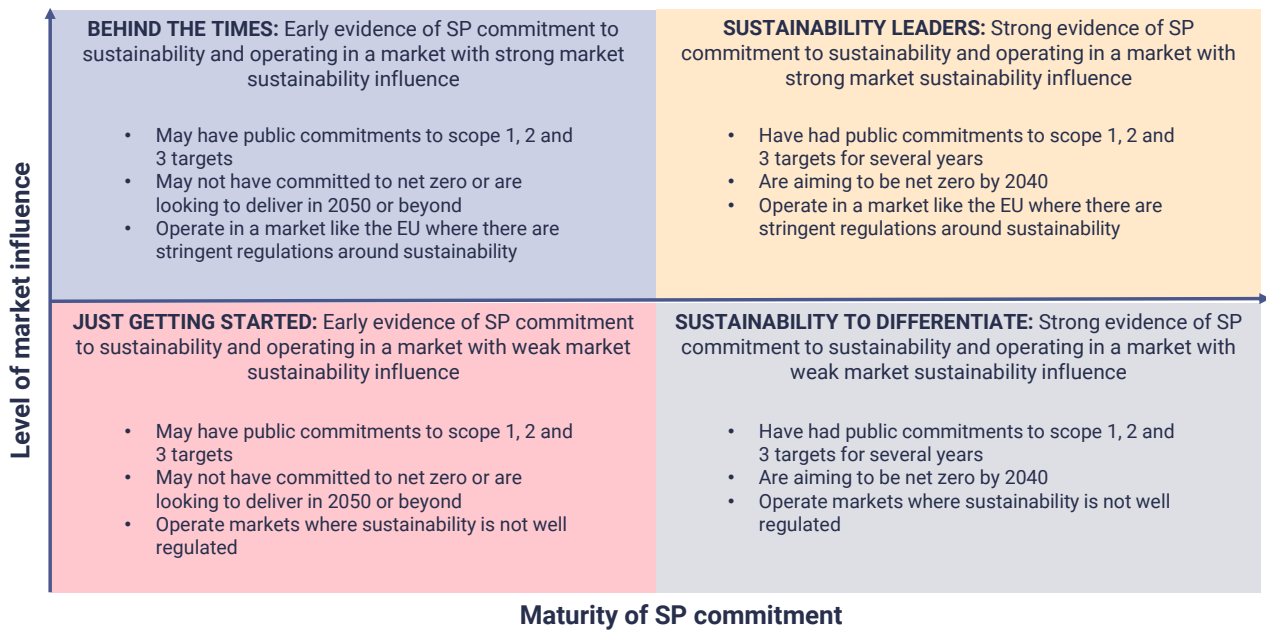 BEHIND THE TIMES: Early evidence of SP commitment to
sustainability and operating in a market with strong market
sustainability influence
• May have public commitments to scope 1, 2 and
3 targets
• May not have committed to net zero or are
looking to deliver in 2050 or beyond
• Operate in a market like the EU where there are
stringent regulations around sustainability
SUSTAINABILITY LEADERS: Strong evidence of SP
commitment to sustainability and operating in a market with
strong market sustainability influence
• Have had public commitments to scope 1, 2 and
3 targets for several years
• Are aiming to be net zero by 2040
• Operate in a market like the EU where there are
stringent regulations around sustainability
Level of market influence
JUST GETTING STARTED: Early evidence of SP commitment
to sustainability and operating in a market with weak market
sustainability influence
• May have public commitments to scope 1, 2 and
3 targets
• May not have committed to net zero or are
looking to deliver in 2050 or beyond
• Operate markets where sustainability is not well
regulated
SUSTAINABILITY TO DIFFERENTIATE: Strong evidence of SP
commitment to sustainability and operating in a market with
weak market sustainability influence
• Have had public commitments to scope 1, 2 and
3 targets for several years
• Are aiming to be net zero by 2040
• Operate markets where sustainability is not well
regulated
Maturity of SP commitment